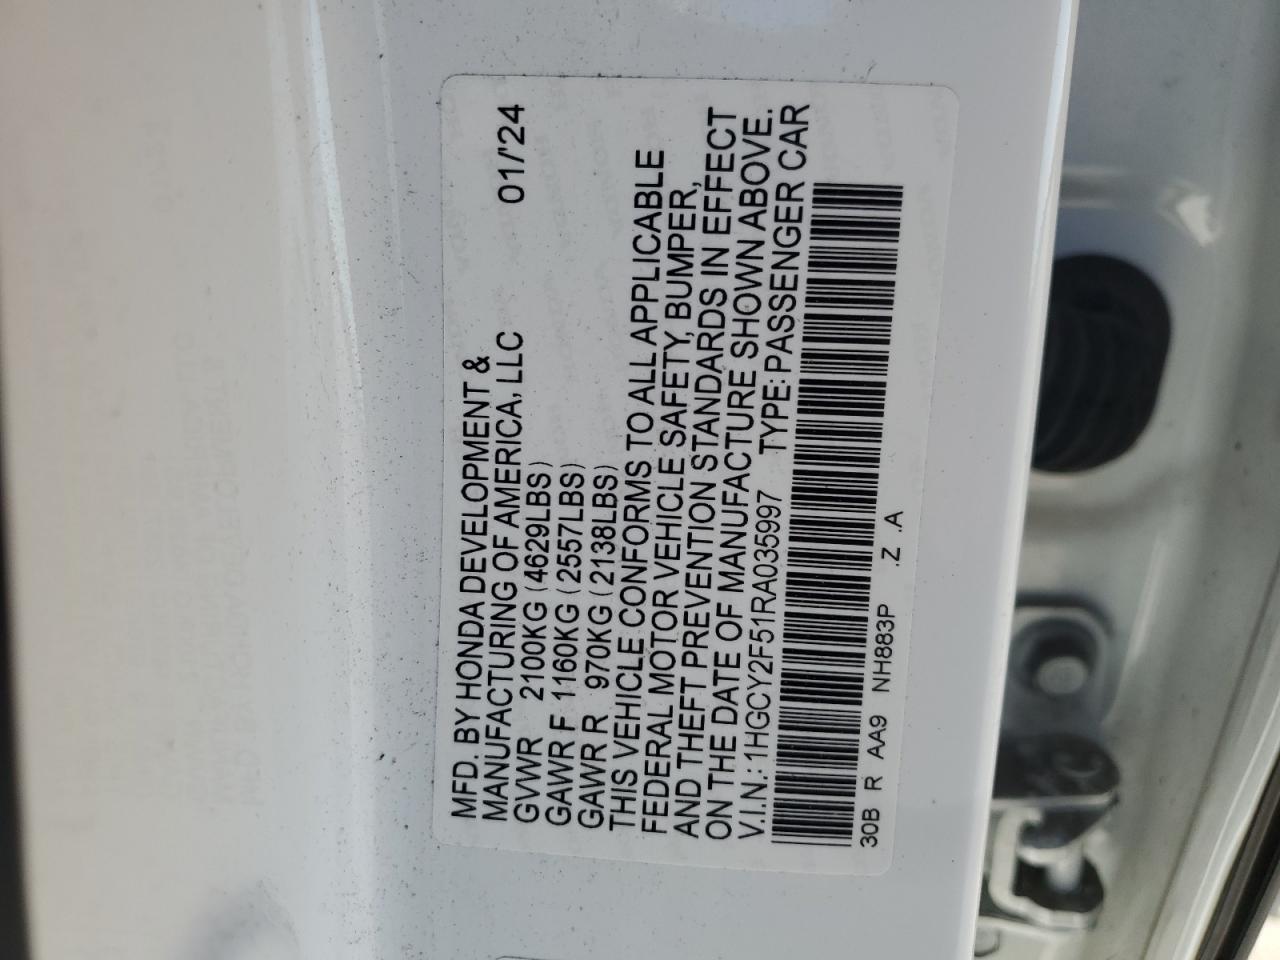 MFD. BY HONDA DEVELOPMENT &
MANUFACTURING OF AMERICA, LLC 01/'24
GVWR 2100KG (4629LBS)
GAWR F 1160KG (2557LBS)
GAWR R 970KG (2138LBS)
THIS VEHICLE CONFORMS TO ALL APPLICABLE
FEDERAL MOTOR VEHICLE SAFETY, BUMPER,
AND THEFT PREVENTION STANDARDS IN EFFECT
ON THE DATE OF MANUFACTURE SHOWN ABOVE.
V.I.N.: 1HGCY2F51RA035997 TYPE: PASSENGER CAR
30B R AA9 NH883P .Z .A